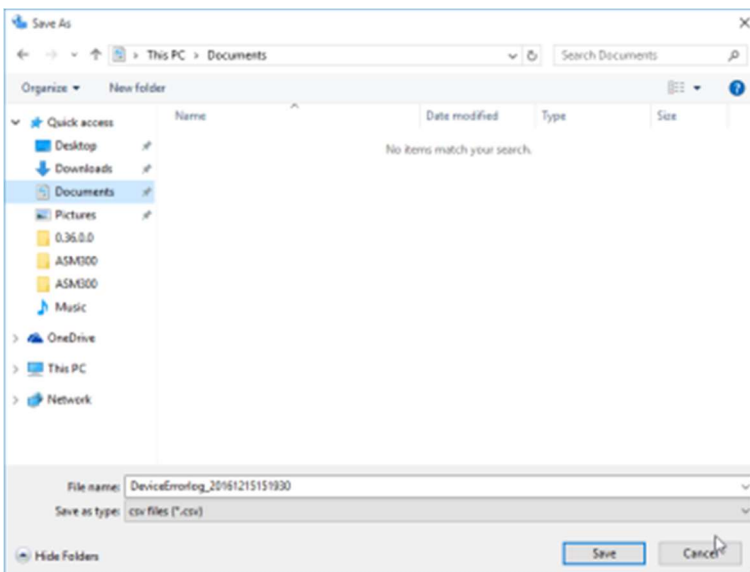 Save As
This PC > Documents
Search Documents
Organize
New folder
Name
Date modified
Type
Size
No items match your search.
Quick access
Desktop
Downloads
Documents
Pictures
0.36.0.0
ASM300
ASM300
Music
OneDrive
This PC
Network
File name: DeviceErrorlog_20161215151930
Save as type: csv files (*.csv)
Hide Folders
Save
Cancel